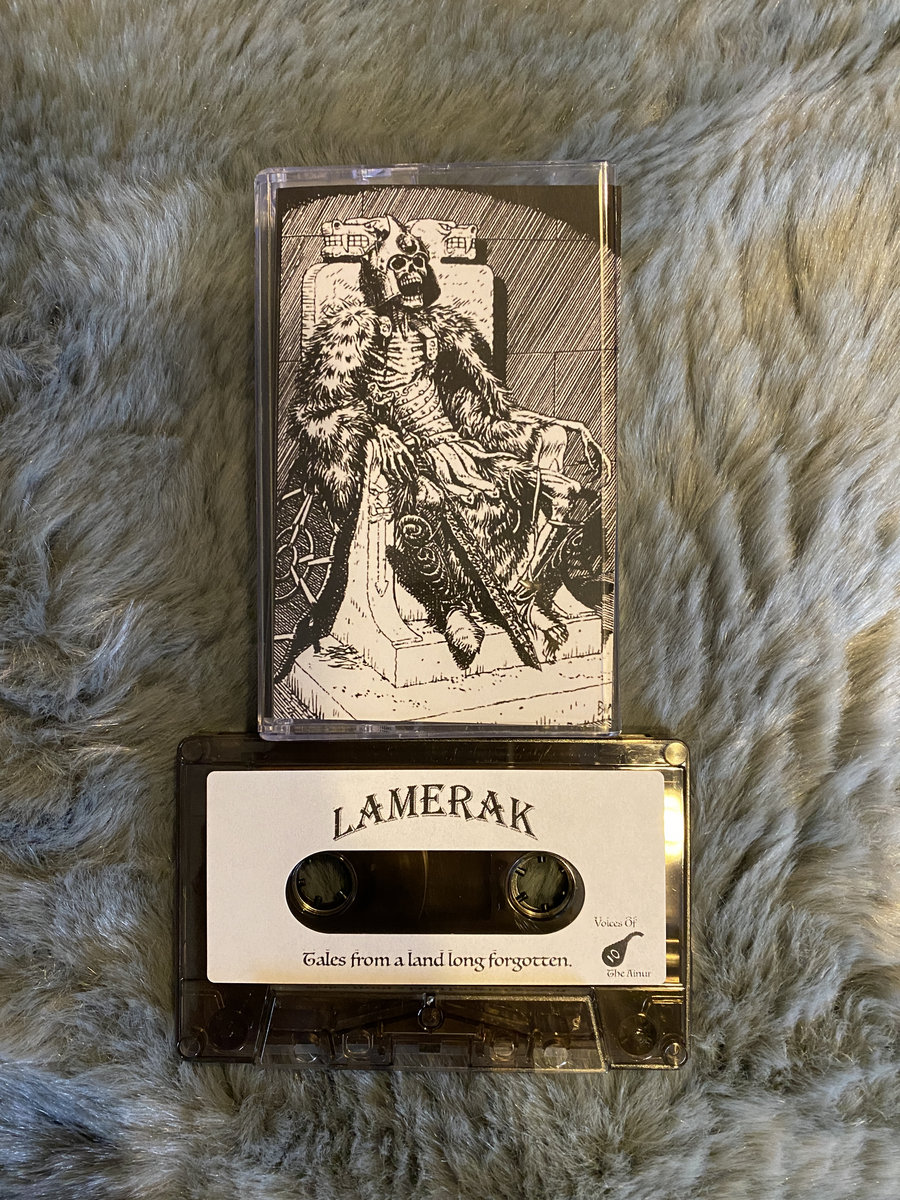 LAMERAK
Tales from a land long forgotten.
Voices Of
The Ainur